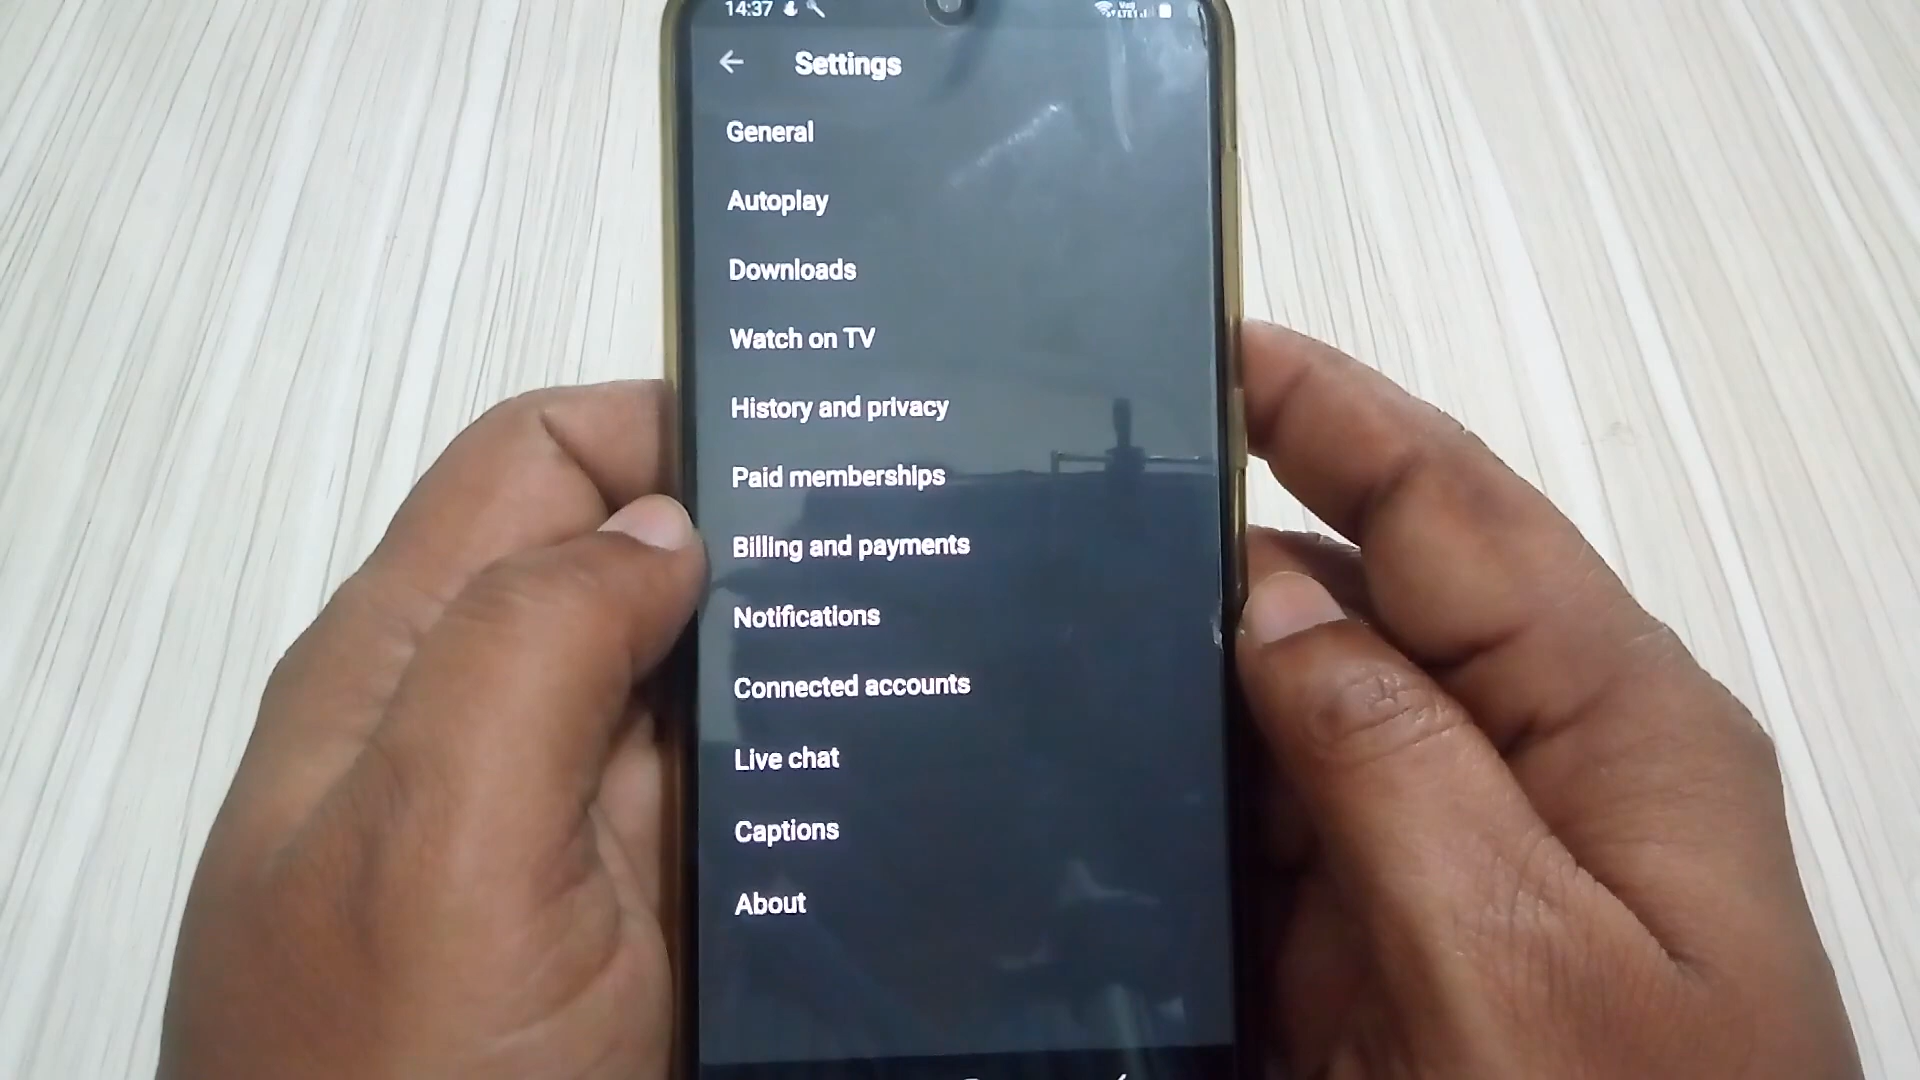 14:37
Settings
General
Autoplay
Downloads
Watch on TV
History and privacy
Paid memberships
Billing and payments
Notifications
Connected accounts
Live chat
Captions
About